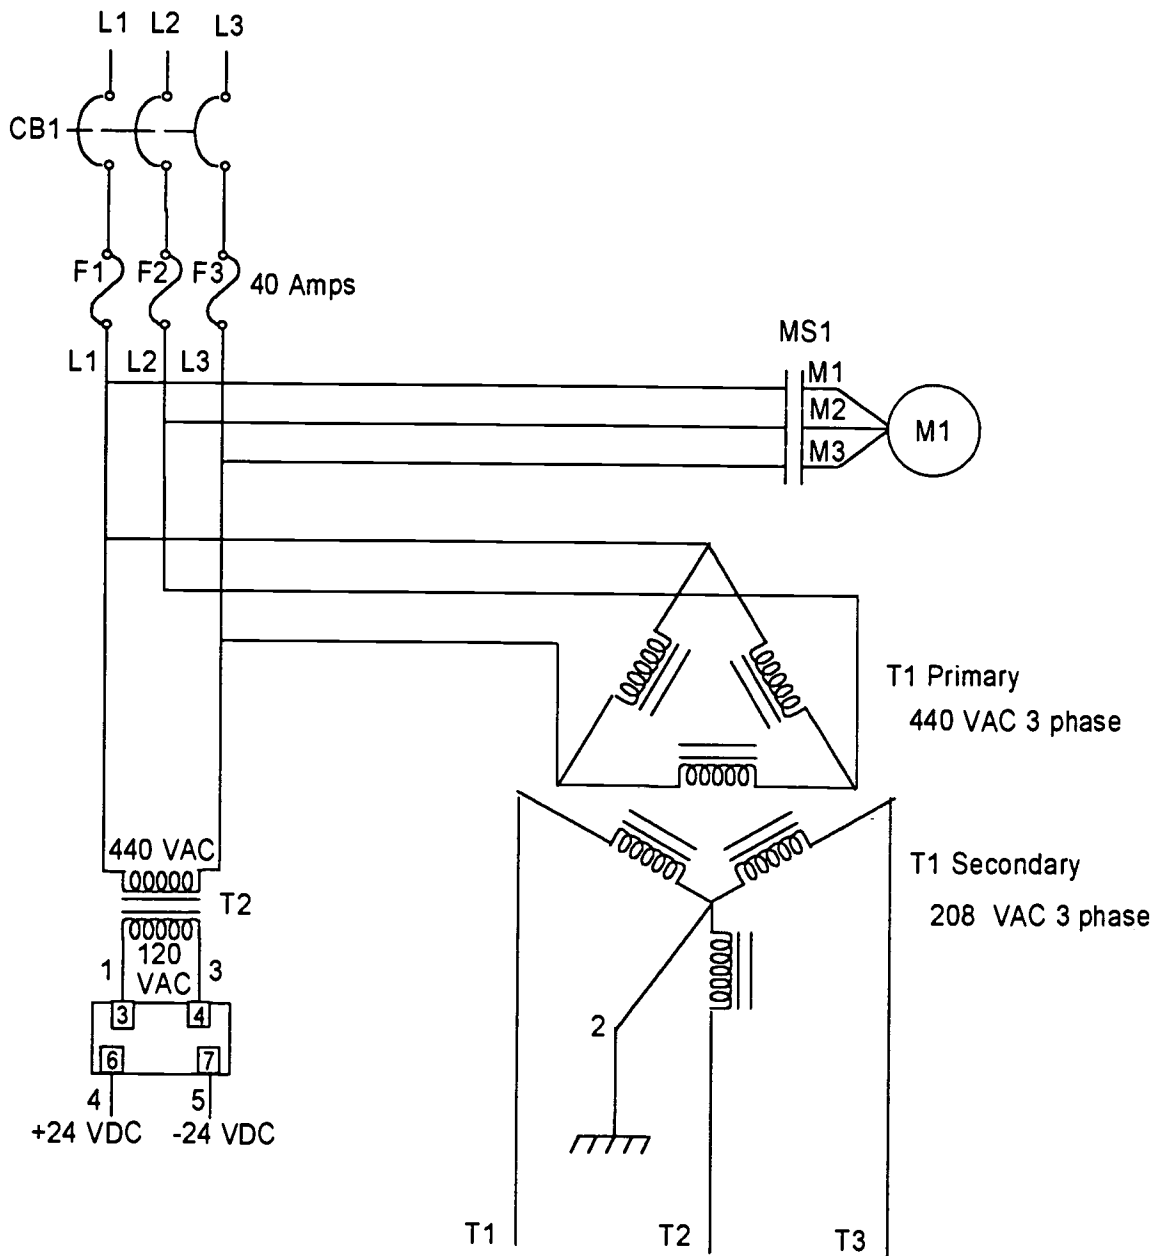 L1 L2 L3
CB1
F1 F2 F3 40 Amps
L1 L2 L3
MS1
M1
M2
M3
M1
T1 Primary
440 VAC 3 phase
440 VAC
T2
120
VAC
1 3
3 4
6 7
4 5
+24 VDC -24 VDC
T1 Secondary
208 VAC 3 phase
2
T1 T2 T3